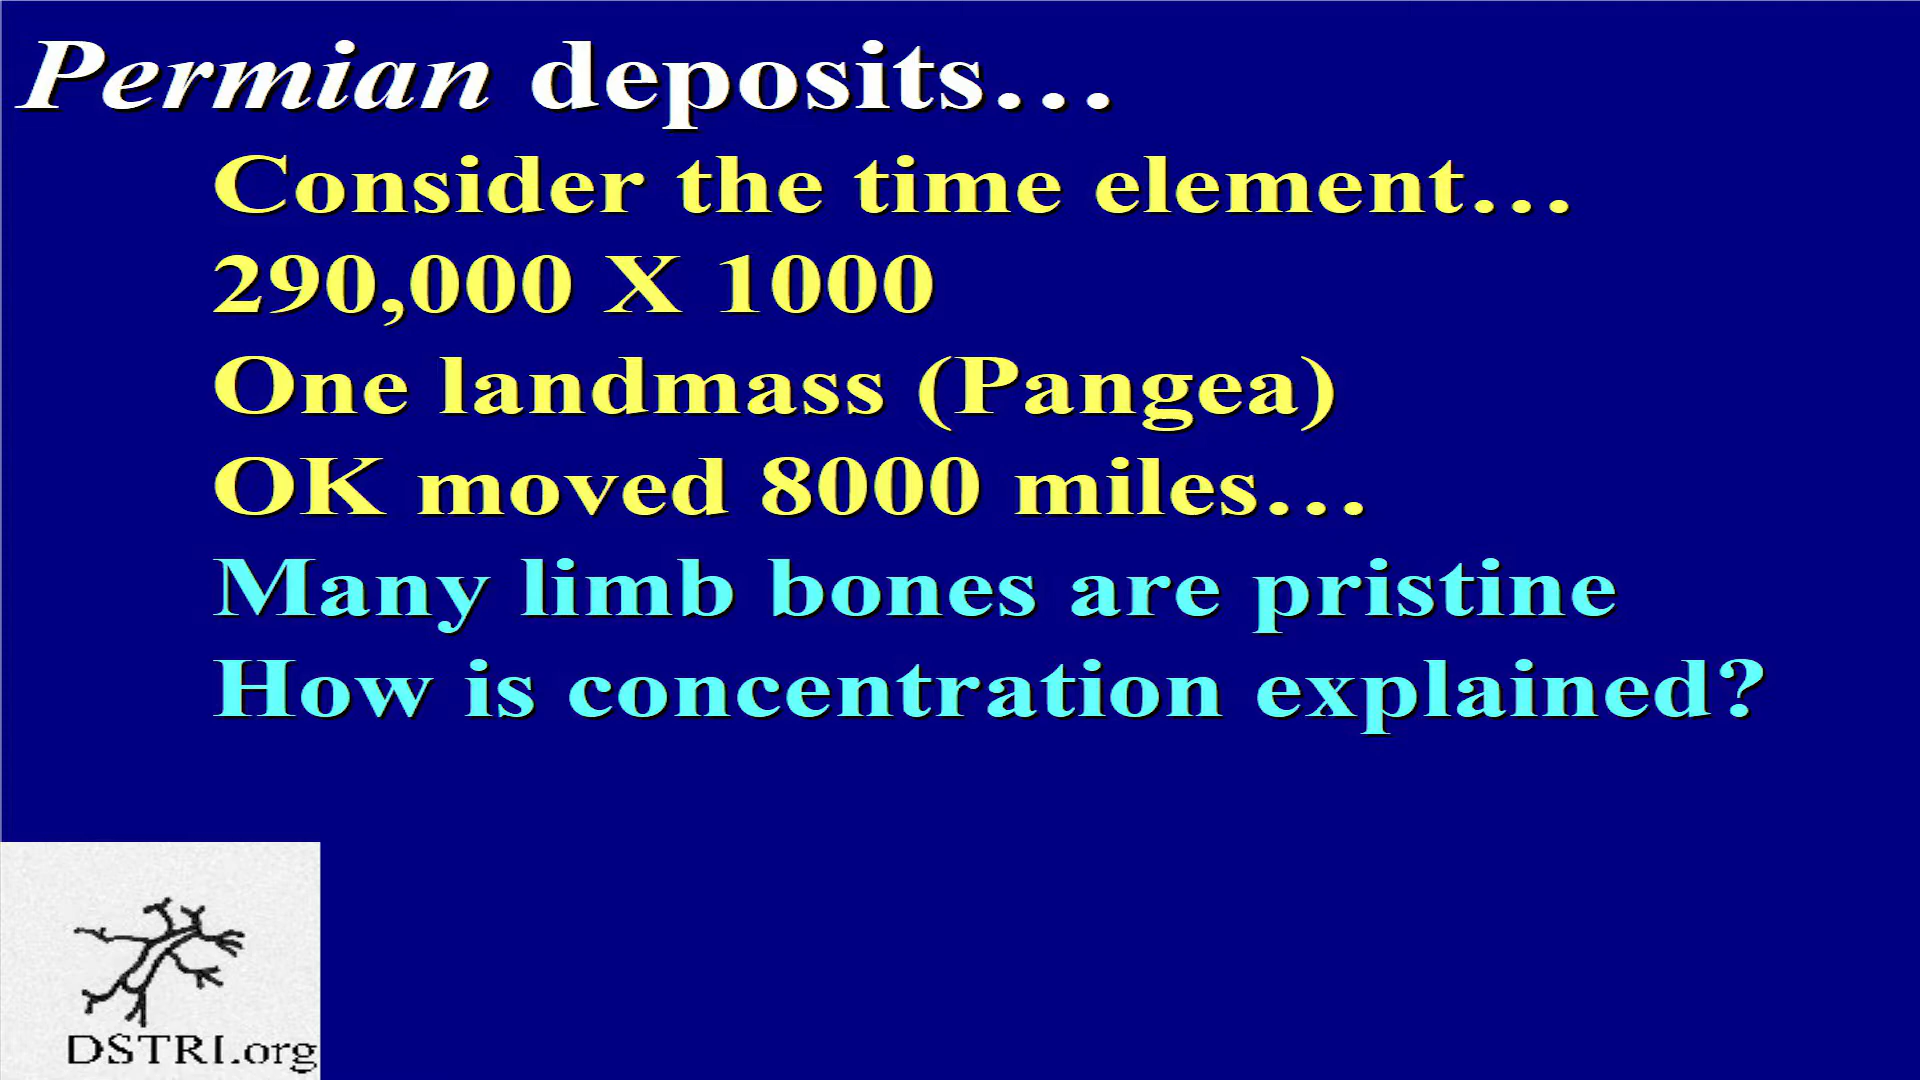 Permian deposits…
Consider the time element…
290,000 X 1000
One landmass (Pangea)
OK moved 8000 miles…
Many limb bones are pristine
How is concentration explained?
DSTRI.org